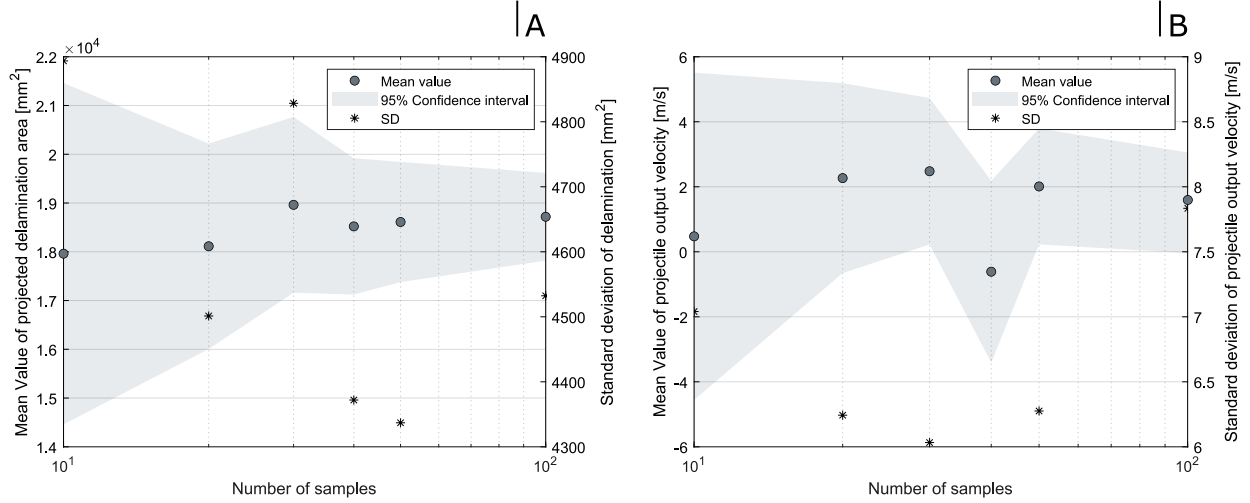 A
×10⁴
2.2
2.1
2
1.9
1.8
1.7
1.6
1.5
1.4
Mean Value of projected delamination area [mm²]
Mean value
95% Confidence interval
SD
4900
4800
4700
4600
4500
4400
4300
Standard deviation of delamination [mm²]
10¹
10²
Number of samples
B
6
4
2
0
-2
-4
-6
Mean Value of projectile output velocity [m/s]
Mean value
95% Confidence interval
SD
9
8.5
8
7.5
7
6.5
6
Standard deviation of projectile output velocity [m/s]
10¹
10²
Number of samples